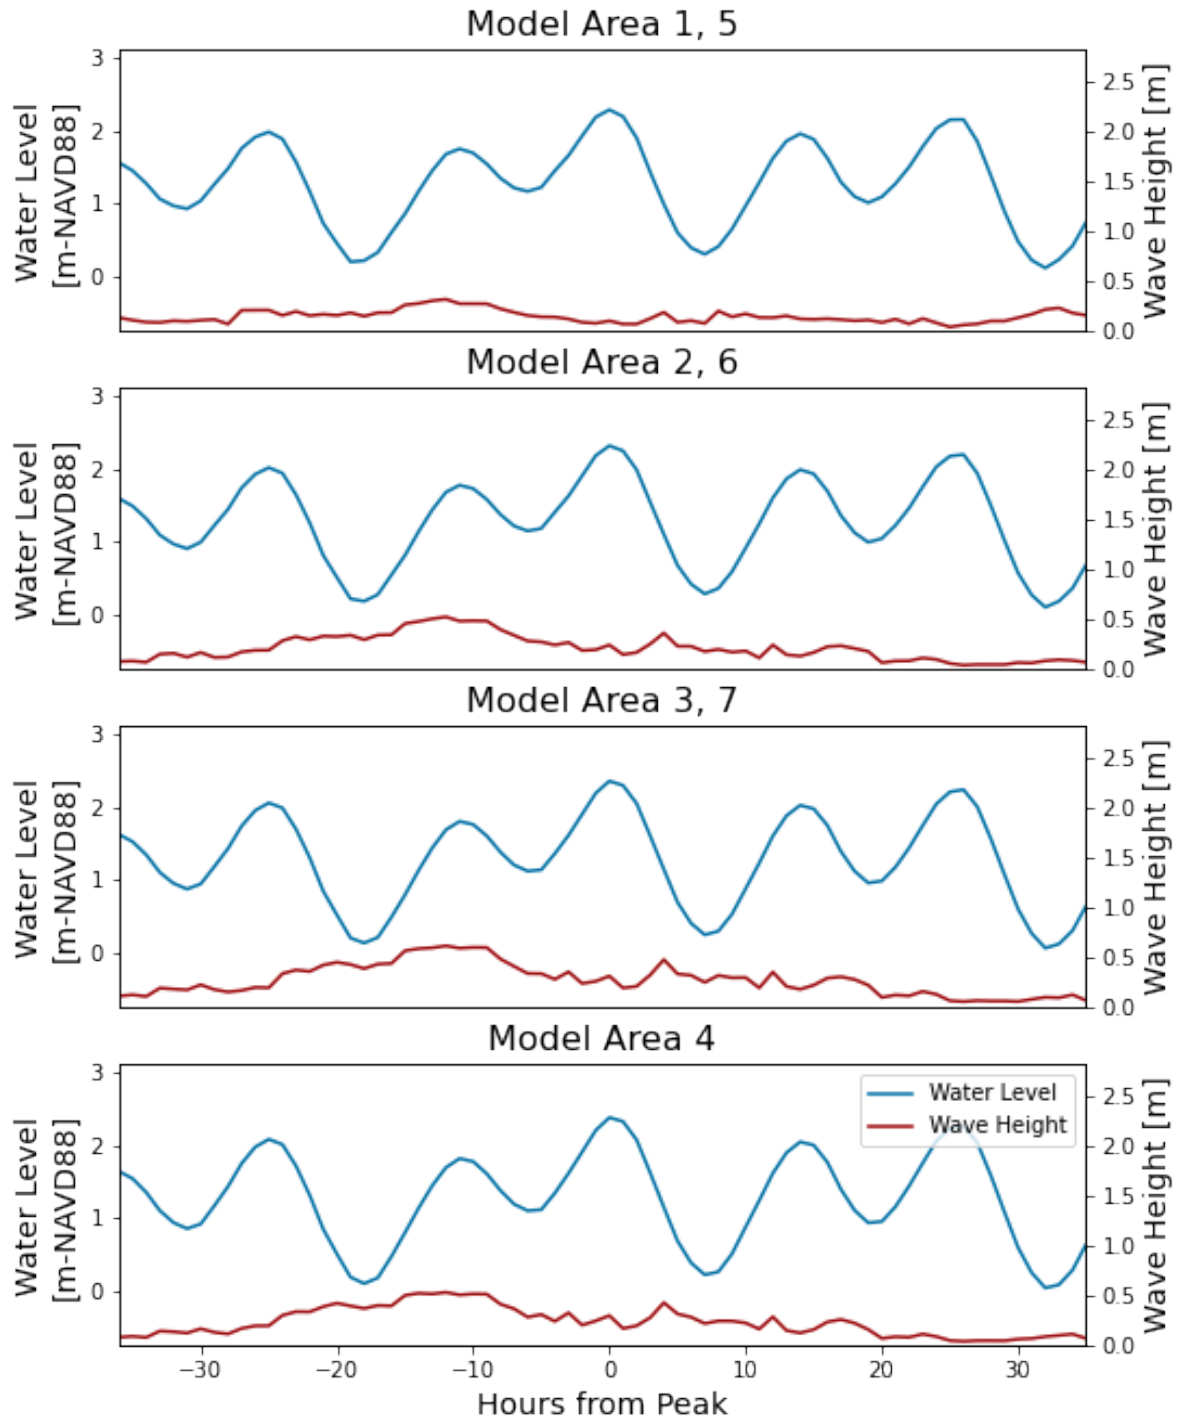 Model Area 1, 5
3
2
1
0
Water Level
[m-NAVD88]
2.5
2.0
1.5
1.0
0.5
0.0
Wave Height [m]
Model Area 2, 6
3
2
1
0
Water Level
[m-NAVD88]
2.5
2.0
1.5
1.0
0.5
0.0
Wave Height [m]
Model Area 3, 7
3
2
1
0
Water Level
[m-NAVD88]
2.5
2.0
1.5
1.0
0.5
0.0
Wave Height [m]
Model Area 4
3
2
1
0
Water Level
[m-NAVD88]
Water Level
Wave Height
2.5
2.0
1.5
1.0
0.5
0.0
Wave Height [m]
−30 −20 −10 0 10 20 30
Hours from Peak